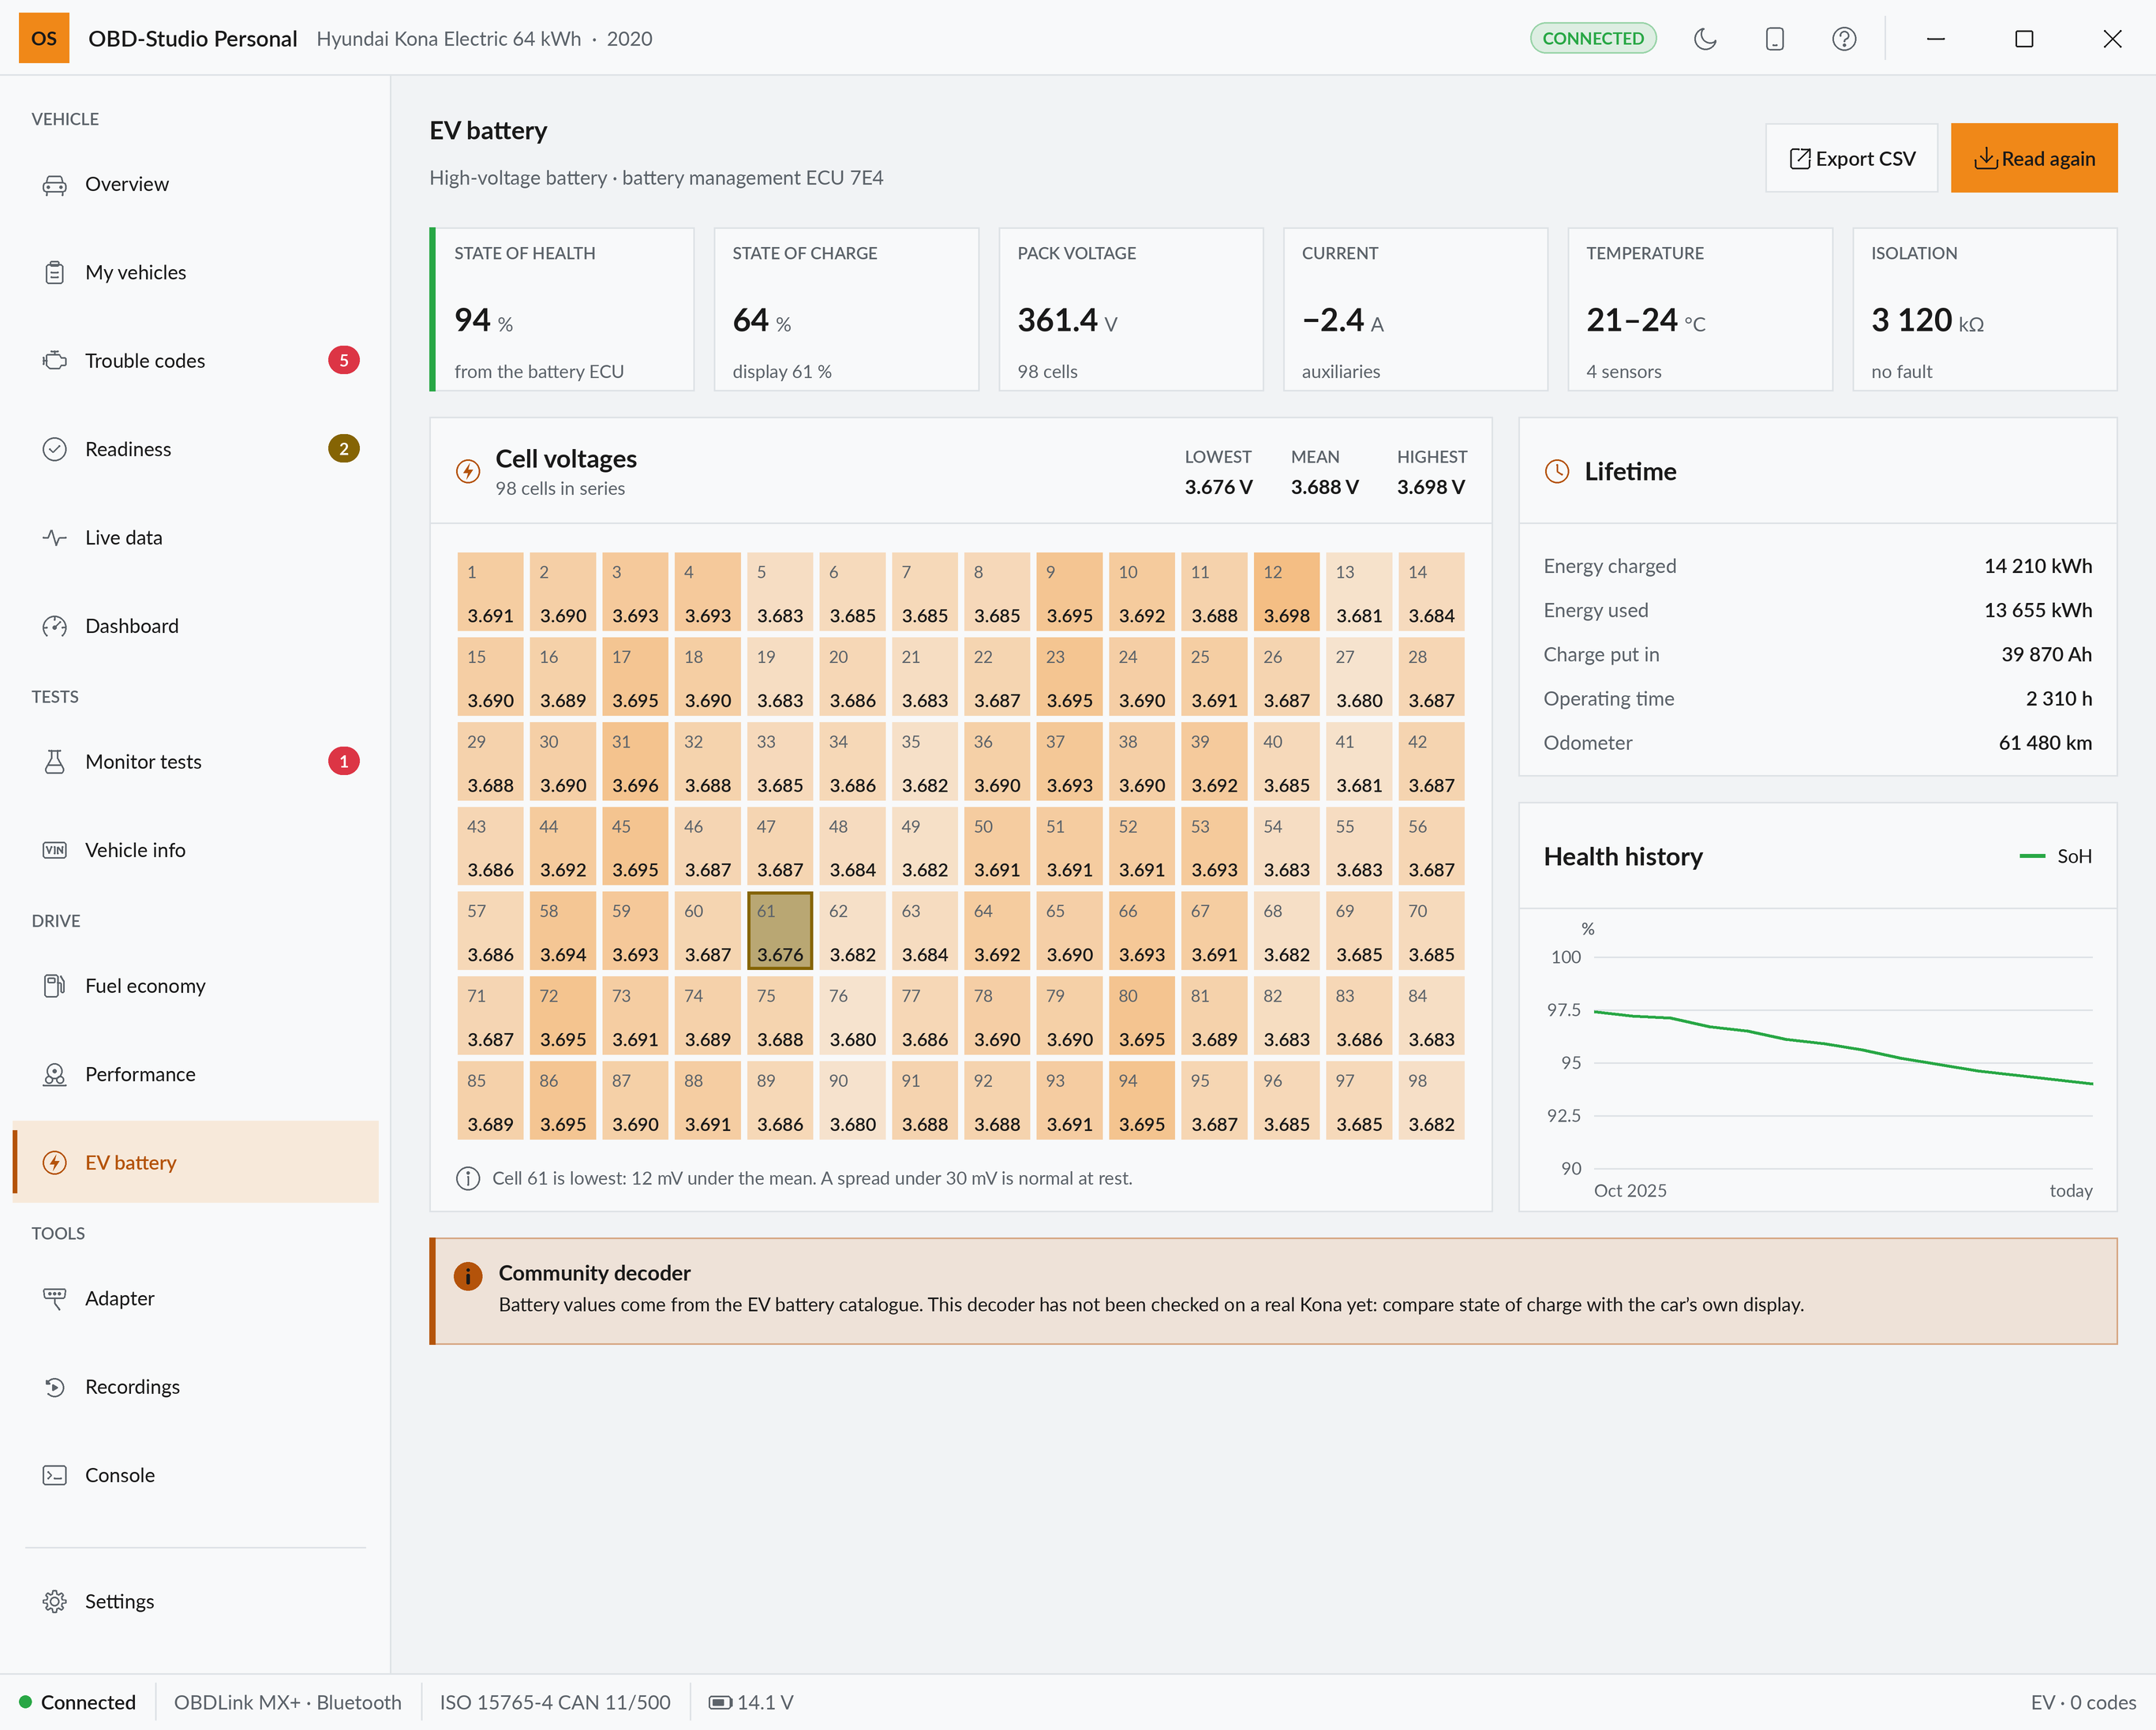 OS OBD-Studio Personal Hyundai Kona Electric 64 kWh · 2020 CONNECTED
VEHICLE
Overview
My vehicles
Trouble codes 5
Readiness 2
Live data
Dashboard
TESTS
Monitor tests 1
VIN Vehicle info
DRIVE
Fuel economy
Performance
EV battery
TOOLS
Adapter
Recordings
Console
Settings
EV battery
High-voltage battery · battery management ECU 7E4
Export CSV Read again
STATE OF HEALTH
94 %
from the battery ECU
STATE OF CHARGE
64 %
display 61 %
PACK VOLTAGE
361.4 V
98 cells
CURRENT
−2.4 A
auxiliaries
TEMPERATURE
21–24 °C
4 sensors
ISOLATION
3 120 kΩ
no fault
Cell voltages
98 cells in series
LOWEST MEAN HIGHEST
3.676 V 3.688 V 3.698 V
1 2 3 4 5 6 7 8 9 10 11 12 13 14
3.691 3.690 3.693 3.693 3.683 3.685 3.685 3.685 3.695 3.692 3.688 3.698 3.681 3.684
15 16 17 18 19 20 21 22 23 24 25 26 27 28
3.690 3.689 3.695 3.690 3.683 3.686 3.683 3.687 3.695 3.690 3.691 3.687 3.680 3.687
29 30 31 32 33 34 35 36 37 38 39 40 41 42
3.688 3.690 3.696 3.688 3.685 3.686 3.682 3.690 3.693 3.690 3.692 3.685 3.681 3.687
43 44 45 46 47 48 49 50 51 52 53 54 55 56
3.686 3.692 3.695 3.687 3.687 3.684 3.682 3.691 3.691 3.691 3.693 3.683 3.683 3.687
57 58 59 60 61 62 63 64 65 66 67 68 69 70
3.686 3.694 3.693 3.687 3.676 3.682 3.684 3.692 3.690 3.693 3.691 3.682 3.685 3.685
71 72 73 74 75 76 77 78 79 80 81 82 83 84
3.687 3.695 3.691 3.689 3.688 3.680 3.686 3.690 3.690 3.695 3.689 3.683 3.686 3.683
85 86 87 88 89 90 91 92 93 94 95 96 97 98
3.689 3.695 3.690 3.691 3.686 3.680 3.688 3.688 3.691 3.695 3.687 3.685 3.685 3.682
Cell 61 is lowest: 12 mV under the mean. A spread under 30 mV is normal at rest.
Lifetime
Energy charged 14 210 kWh
Energy used 13 655 kWh
Charge put in 39 870 Ah
Operating time 2 310 h
Odometer 61 480 km
Health history SoH
%
100
97.5
95
92.5
90
Oct 2025 today
Community decoder
Battery values come from the EV battery catalogue. This decoder has not been checked on a real Kona yet: compare state of charge with the car’s own display.
Connected OBDLink MX+ · Bluetooth ISO 15765-4 CAN 11/500 14.1 V EV · 0 codes